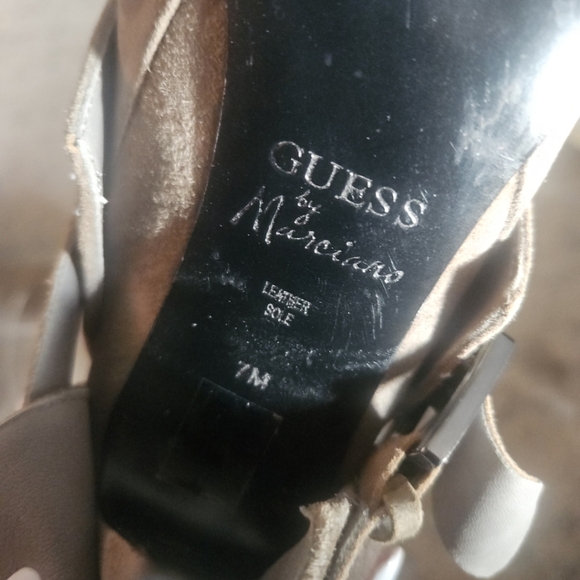 GUESS
by
Marciano
LEATHER
SOLE
7M